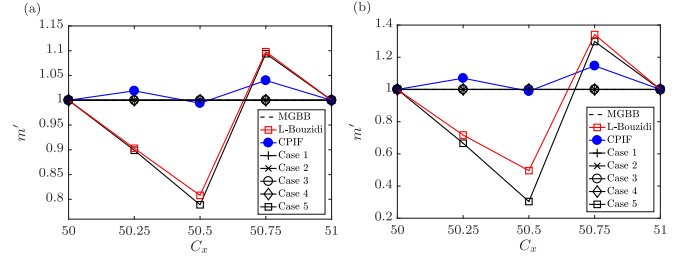 (a)
1.15
1.1
1.05
1
0.95
0.9
0.85
0.8
m′
50
50.25
50.5
50.75
51
C_x
MGBB
L-Bouzidi
CPIF
Case 1
Case 2
Case 3
Case 4
Case 5
(b)
1.4
1.2
1
0.8
0.6
0.4
0.2
m′
50
50.25
50.5
50.75
51
C_x
MGBB
L-Bouzidi
CPIF
Case 1
Case 2
Case 3
Case 4
Case 5